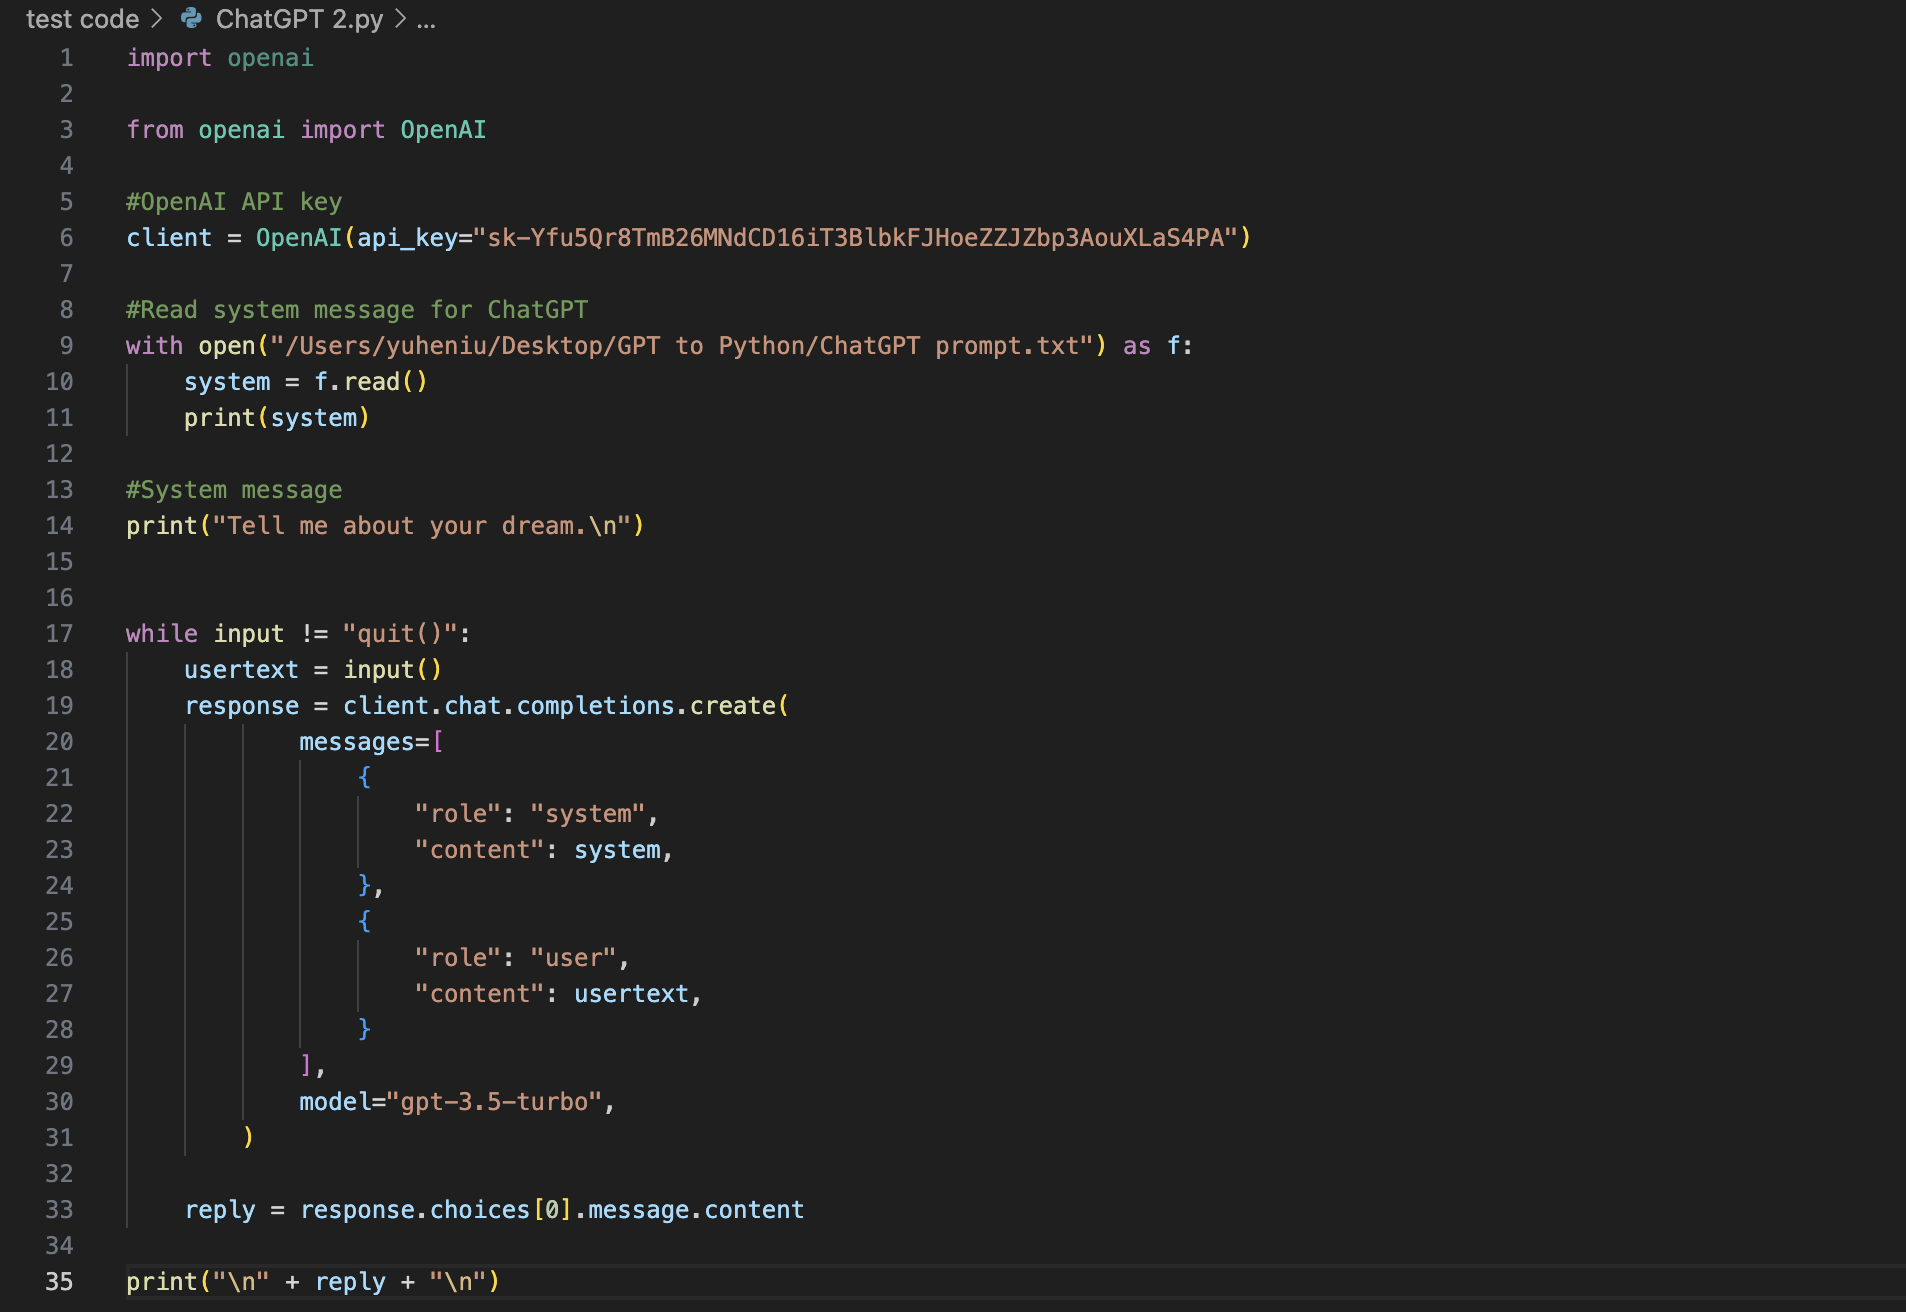 test code > ChatGPT 2.py > ...
1 import openai
2
3 from openai import OpenAI
4
5 #OpenAI API key
6 client = OpenAI(api_key="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")
7
8 #Read system message for ChatGPT
9 with open("/Users/yuheniu/Desktop/GPT to Python/ChatGPT prompt.txt") as f:
10     system = f.read()
11     print(system)
12
13 #System message
14 print("Tell me about your dream.\n")
15
16
17 while input != "quit()":
18     usertext = input()
19     response = client.chat.completions.create(
20             messages=[
21                 {
22                     "role": "system",
23                     "content": system,
24                 },
25                 {
26                     "role": "user",
27                     "content": usertext,
28                 }
29             ],
30             model="gpt-3.5-turbo",
31         )
32
33     reply = response.choices[0].message.content
34
35 print("\n" + reply + "\n")